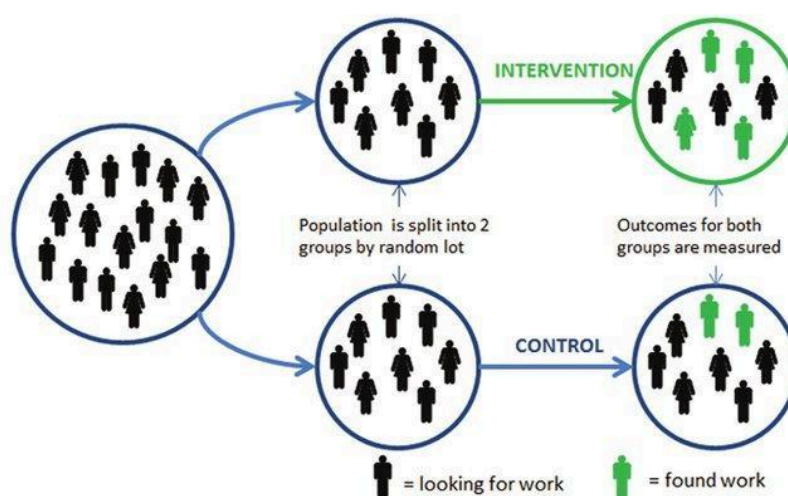 INTERVENTION
Population is split into 2
groups by random lot
Outcomes for both
groups are measured
CONTROL
= looking for work
= found work